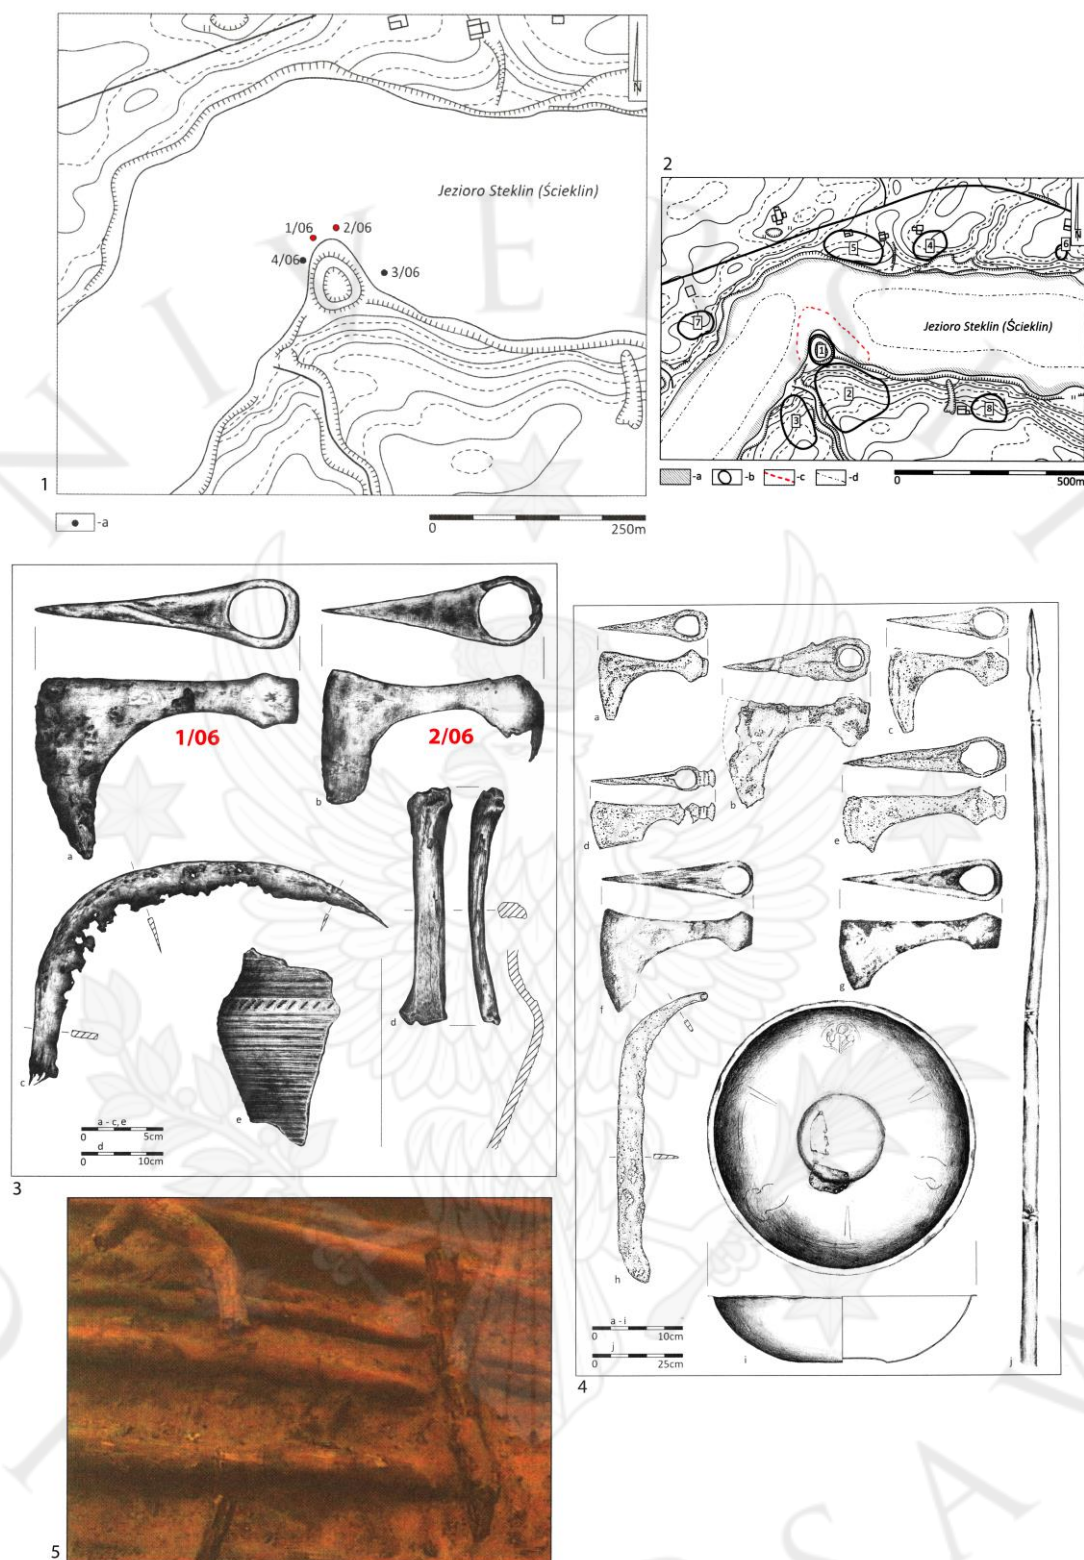 Jezioro Steklin (Ścieklin)
N
1/06
2/06
4/06
3/06
1
-a
0
250m
2
5
4
6
7
Jezioro Steklin (Ścieklin)
1
2
3
8
-a
-b
-c
-d
0
500m
1/06
2/06
a
b
c
d
e
a - c, e
0
5cm
d
0
10cm
3
a
b
c
d
e
f
g
h
i
j
a - i
0
10cm
j
0
25cm
4
5
UNIVERSI